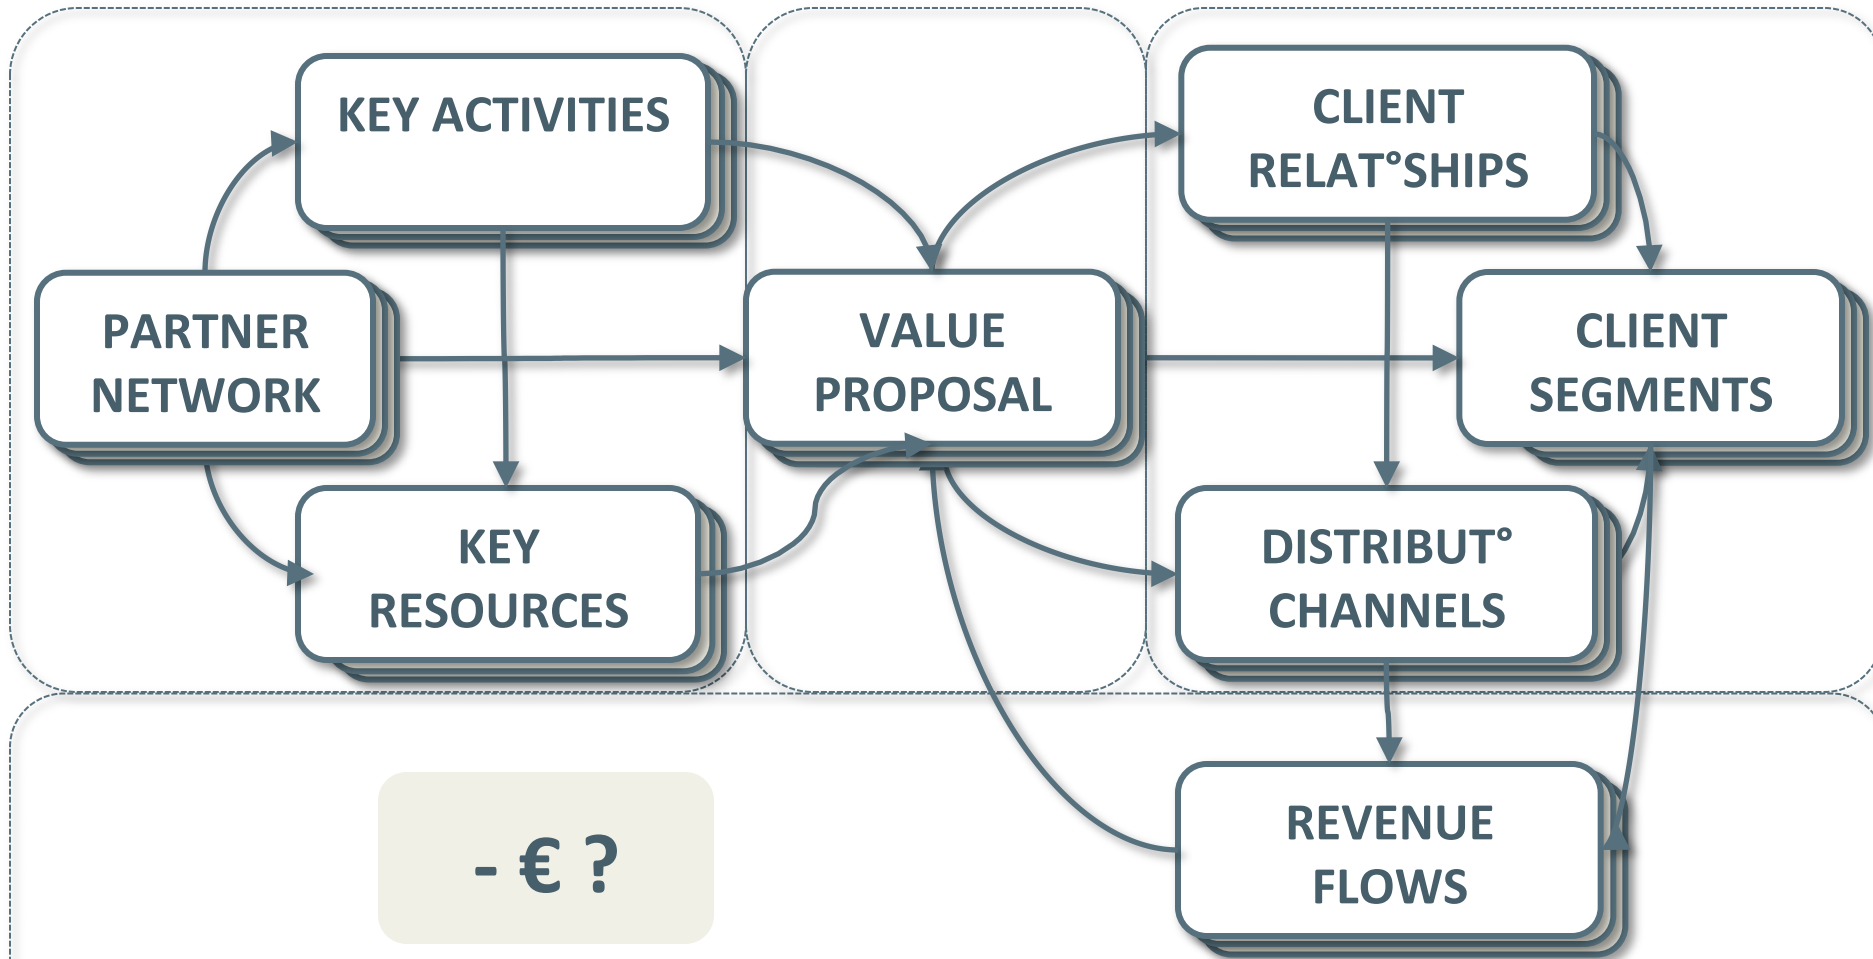 KEY ACTIVITIES
CLIENT
RELAT°SHIPS
PARTNER
NETWORK
VALUE
PROPOSAL
CLIENT
SEGMENTS
KEY
RESOURCES
DISTRIBUT°
CHANNELS
- € ?
REVENUE
FLOWS